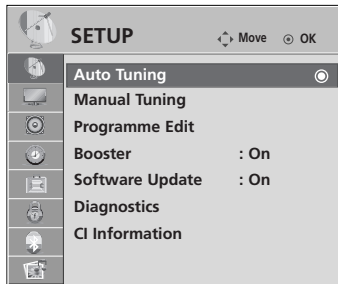 SETUP Move OK
Auto Tuning
Manual Tuning
Programme Edit
Booster : On
Software Update : On
Diagnostics
CI Information